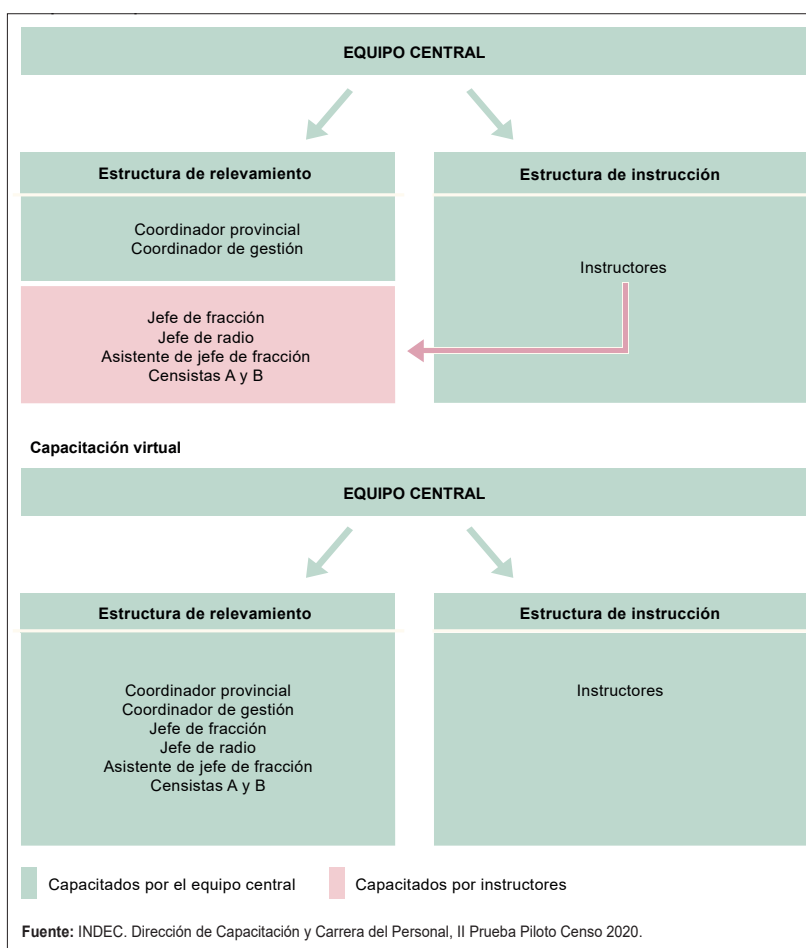 EQUIPO CENTRAL
Estructura de relevamiento
Coordinador provincial
Coordinador de gestión
Jefe de fracción
Jefe de radio
Asistente de jefe de fracción
Censistas A y B
Estructura de instrucción
Instructores
Capacitación virtual
EQUIPO CENTRAL
Estructura de relevamiento
Coordinador provincial
Coordinador de gestión
Jefe de fracción
Jefe de radio
Asistente de jefe de fracción
Censistas A y B
Estructura de instrucción
Instructores
Capacitados por el equipo central
Capacitados por instructores
Fuente: INDEC. Dirección de Capacitación y Carrera del Personal, II Prueba Piloto Censo 2020.